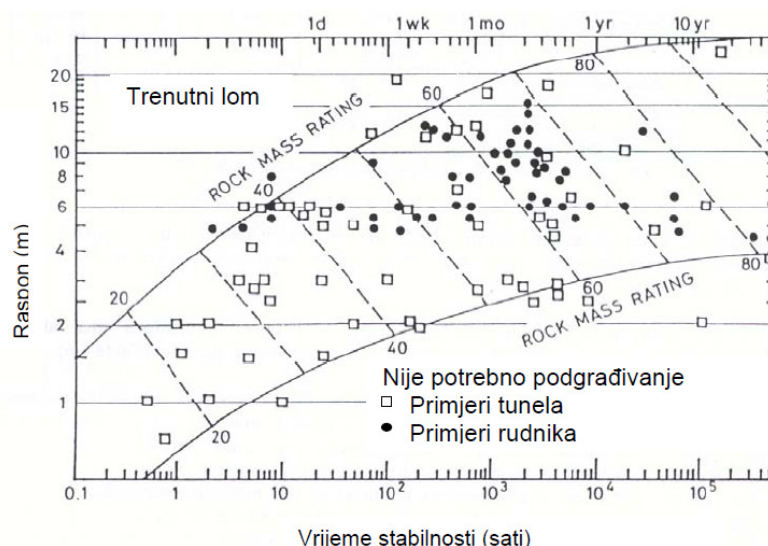 1d 1wk 1mo 1yr 10yr
20
15
10
8
6
4
2
1
Raspon (m)
Trenutni lom
ROCK MASS RATING
20
40
60
80
20
40
60
80
ROCK MASS RATING
Nije potrebno podgrađivanje
Primjeri tunela
Primjeri rudnika
0.1 1 10 10² 10³ 10⁴ 10⁵
Vrijeme stabilnosti (sati)